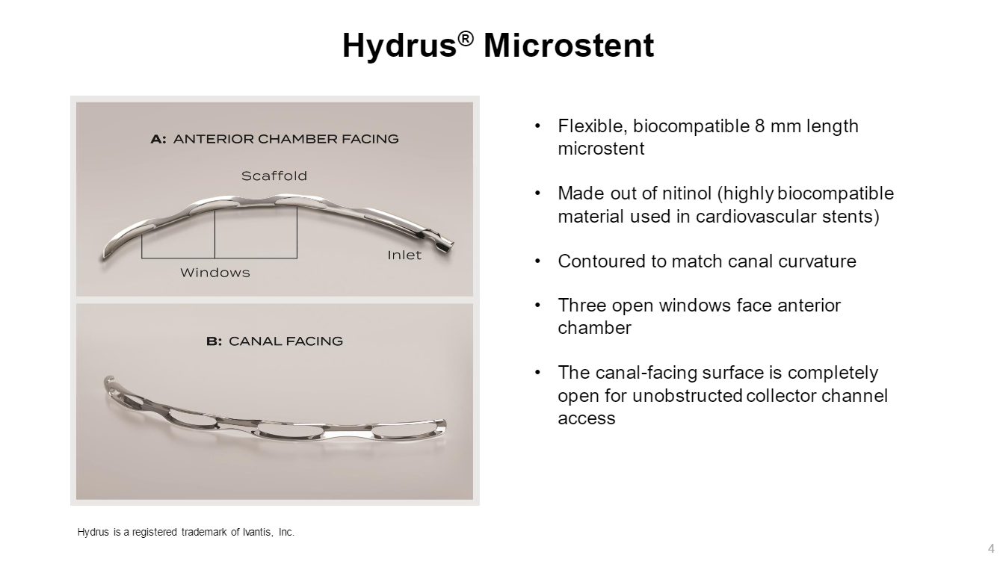 Hydrus® Microstent
A: ANTERIOR CHAMBER FACING
Scaffold
Inlet
Windows
B: CANAL FACING
• Flexible, biocompatible 8 mm length
microstent
• Made out of nitinol (highly biocompatible
material used in cardiovascular stents)
• Contoured to match canal curvature
• Three open windows face anterior
chamber
• The canal-facing surface is completely
open for unobstructed collector channel
access
Hydrus is a registered trademark of Ivantis, Inc.
4